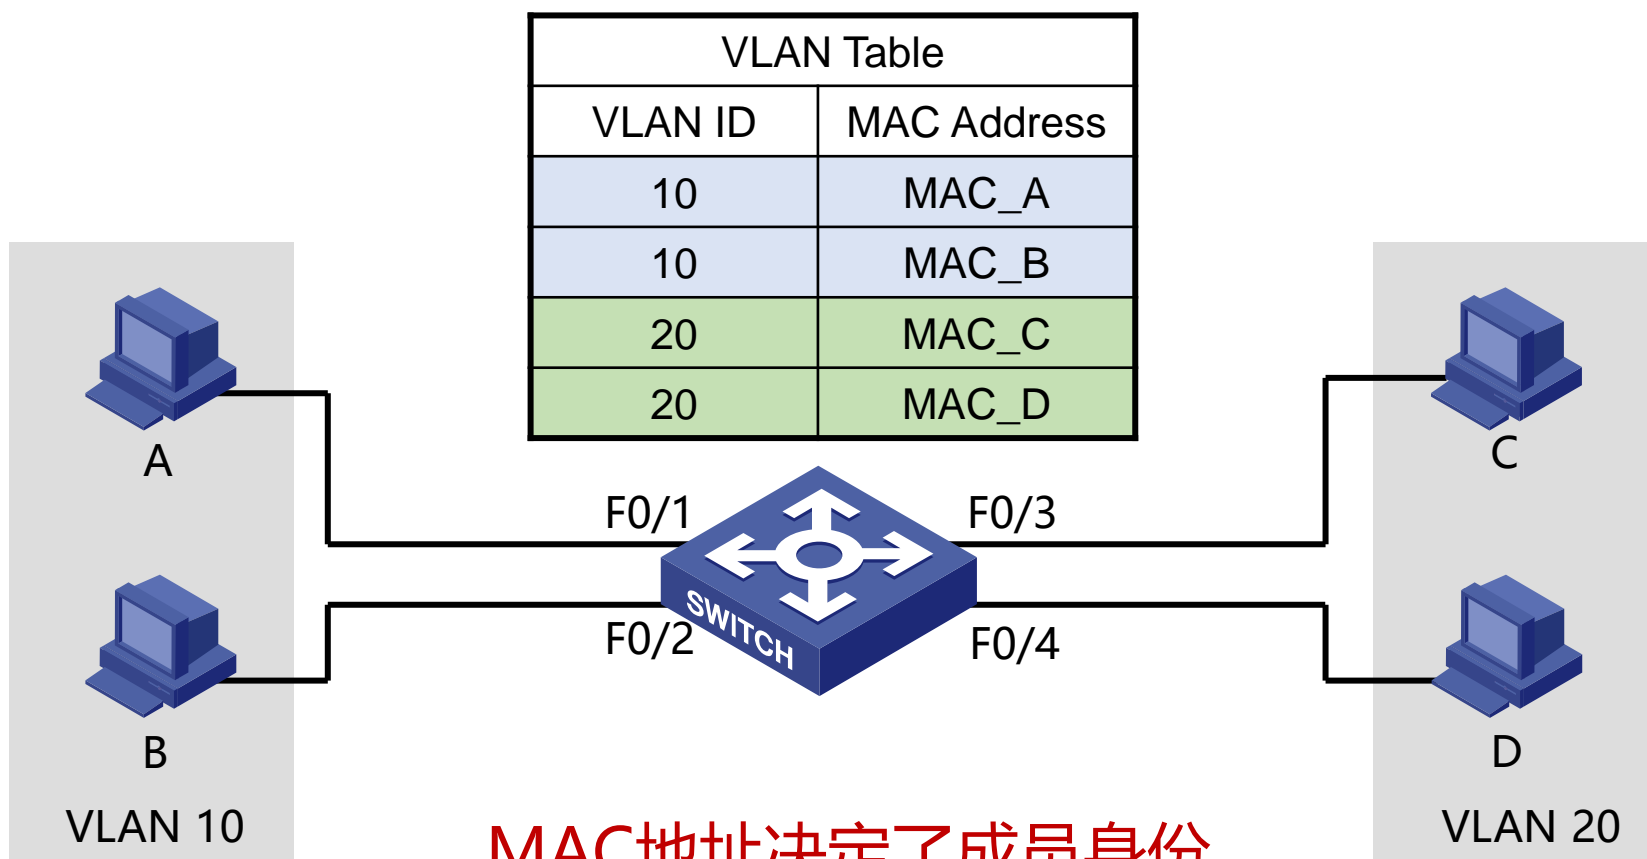 VLAN Table
VLAN ID MAC Address
10 MAC_A
10 MAC_B
20 MAC_C
20 MAC_D
A
C
F0/1
F0/3
SWITCH
F0/2
F0/4
B
D
VLAN 10
VLAN 20
MAC地址决定了成员身份